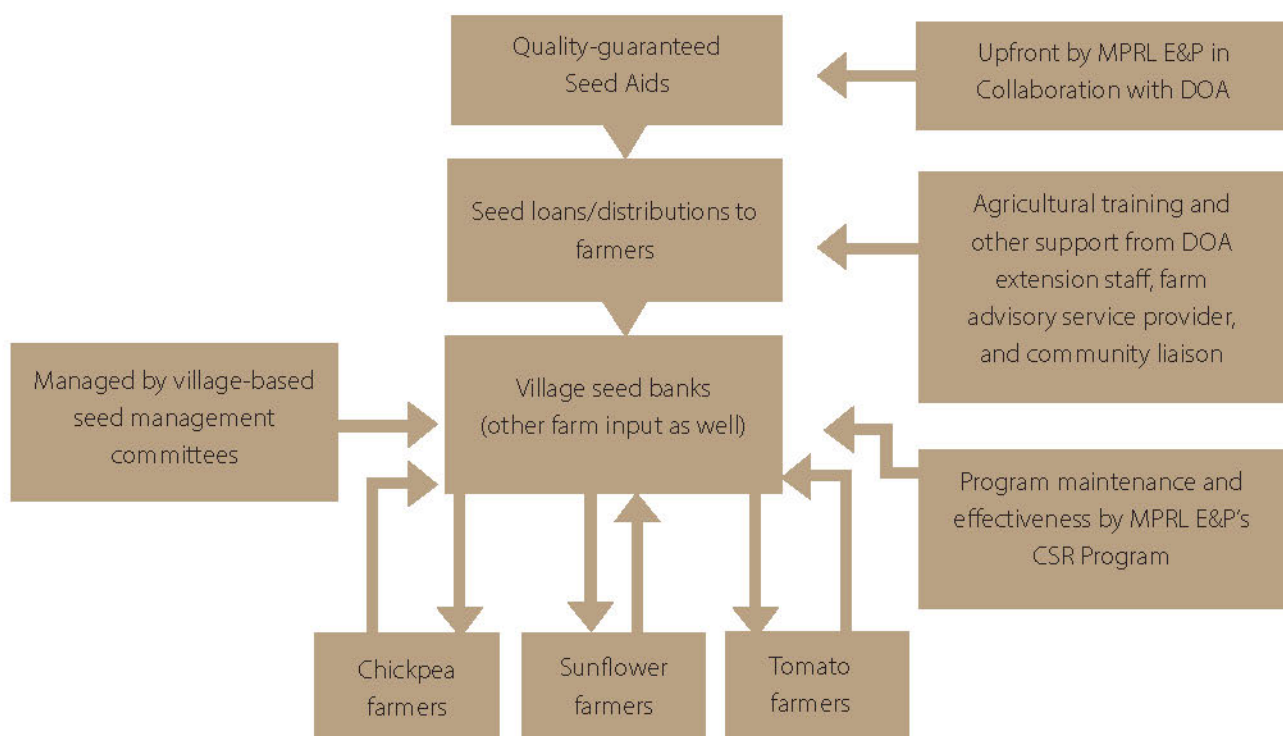 Quality-guaranteed
Seed Aids
Upfront by MPRL E&P in
Collaboration with DOA
Seed loans/distributions to
farmers
Agricultural training and
other support from DOA
extension staff, farm
advisory service provider,
and community liaison
Managed by village-based
seed management
committees
Village seed banks
(other farm input as well)
Program maintenance and
effectiveness by MPRL E&P’s
CSR Program
Chickpea
farmers
Sunflower
farmers
Tomato
farmers